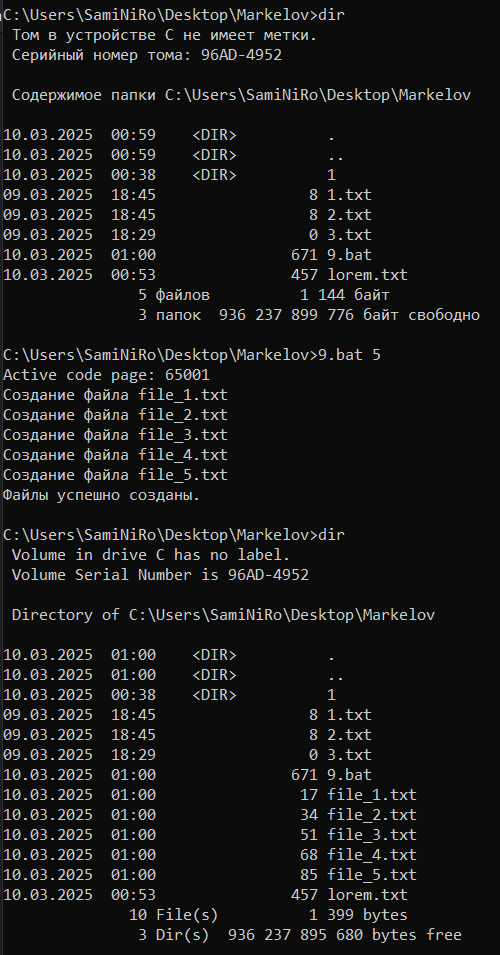 C:\Users\SamiNiRo\Desktop\Markelov>dir
Том в устройстве C не имеет метки.
Серийный номер тома: 96AD-4952
Содержимое папки C:\Users\SamiNiRo\Desktop\Markelov
10.03.2025  00:59    <DIR>          .
10.03.2025  00:59    <DIR>          ..
10.03.2025  00:38    <DIR>          1
09.03.2025  18:45                 8 1.txt
09.03.2025  18:45                 8 2.txt
09.03.2025  18:29                 0 3.txt
10.03.2025  01:00               671 9.bat
10.03.2025  00:53               457 lorem.txt
5 файлов          1 144 байт
3 папок  936 237 899 776 байт свободно
C:\Users\SamiNiRo\Desktop\Markelov>9.bat 5
Active code page: 65001
Создание файла file_1.txt
Создание файла file_2.txt
Создание файла file_3.txt
Создание файла file_4.txt
Создание файла file_5.txt
Файлы успешно созданы.
C:\Users\SamiNiRo\Desktop\Markelov>dir
Volume in drive C has no label.
Volume Serial Number is 96AD-4952
Directory of C:\Users\SamiNiRo\Desktop\Markelov
10.03.2025  01:00    <DIR>          .
10.03.2025  01:00    <DIR>          ..
10.03.2025  00:38    <DIR>          1
09.03.2025  18:45                 8 1.txt
09.03.2025  18:45                 8 2.txt
09.03.2025  18:29                 0 3.txt
10.03.2025  01:00               671 9.bat
10.03.2025  01:00                17 file_1.txt
10.03.2025  01:00                34 file_2.txt
10.03.2025  01:00                51 file_3.txt
10.03.2025  01:00                68 file_4.txt
10.03.2025  01:00                85 file_5.txt
10.03.2025  00:53               457 lorem.txt
10 File(s)          1 399 bytes
3 Dir(s)  936 237 895 680 bytes free